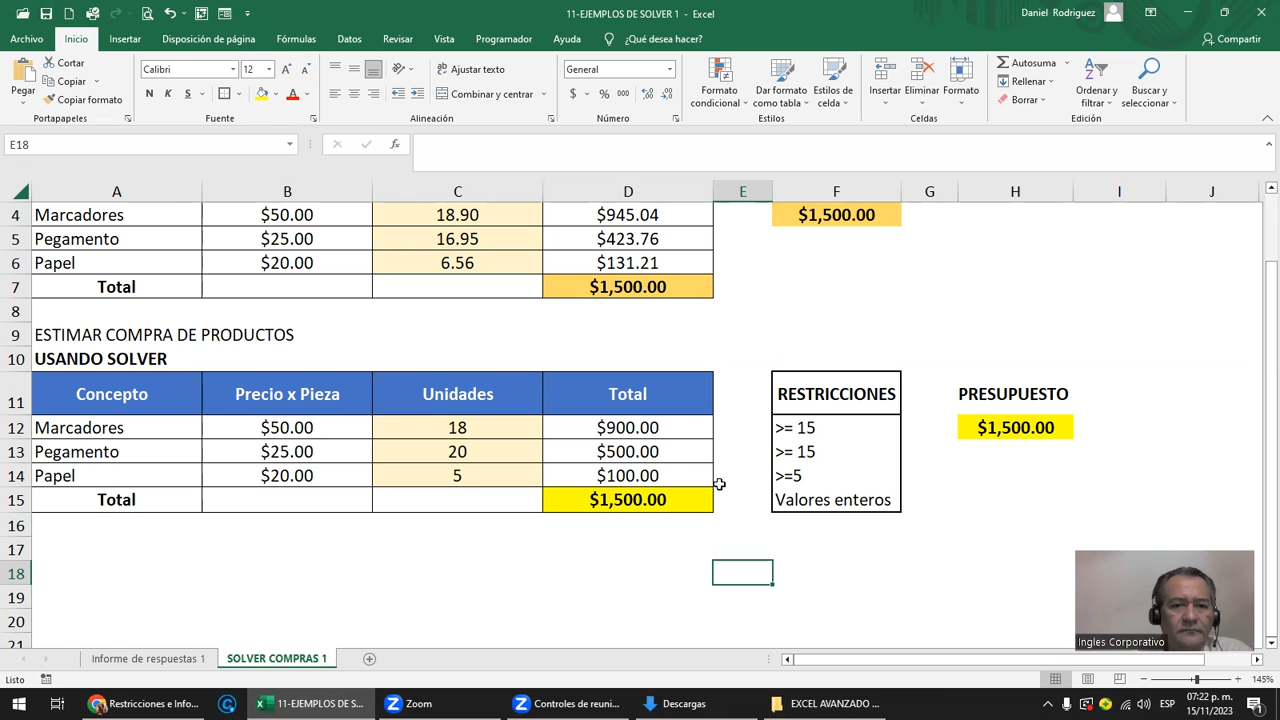 11-EJEMPLOS DE SOLVER 1 - Excel
Daniel Rodriguez
Archivo Inicio Insertar Disposición de página Fórmulas Datos Revisar Vista Programador Ayuda ¿Qué desea hacer? Compartir
Pegar Cortar Copiar Copiar formato
Calibri 12
N K S
Ajustar texto
Combinar y centrar
General
$ % 000
Formato condicional
Dar formato como tabla
Estilos de celda
Insertar Eliminar Formato
Autosuma
Rellenar
Borrar
Ordenar y filtrar
Buscar y seleccionar
Portapapeles Fuente Alineación Número Estilos Celdas Edición
E18 fx
A B C D E F G H I J
4 Marcadores $50.00 18.90 $945.04 $1,500.00
5 Pegamento $25.00 16.95 $423.76
6 Papel $20.00 6.56 $131.21
7 Total $1,500.00
8
9 ESTIMAR COMPRA DE PRODUCTOS
10 USANDO SOLVER
11 Concepto Precio x Pieza Unidades Total RESTRICCIONES PRESUPUESTO
12 Marcadores $50.00 18 $900.00 >= 15 $1,500.00
13 Pegamento $25.00 20 $500.00 >= 15
14 Papel $20.00 5 $100.00 >=5
15 Total $1,500.00 Valores enteros
16
17
18
19
20
21
Ingles Corporativo
Informe de respuestas 1 SOLVER COMPRAS 1
Listo 145%
Restricciones e Info... 11-EJEMPLOS DE S... Zoom Controles de reuni... Descargas EXCEL AVANZADO ... ESP 07:22 p. m.
15/11/2023